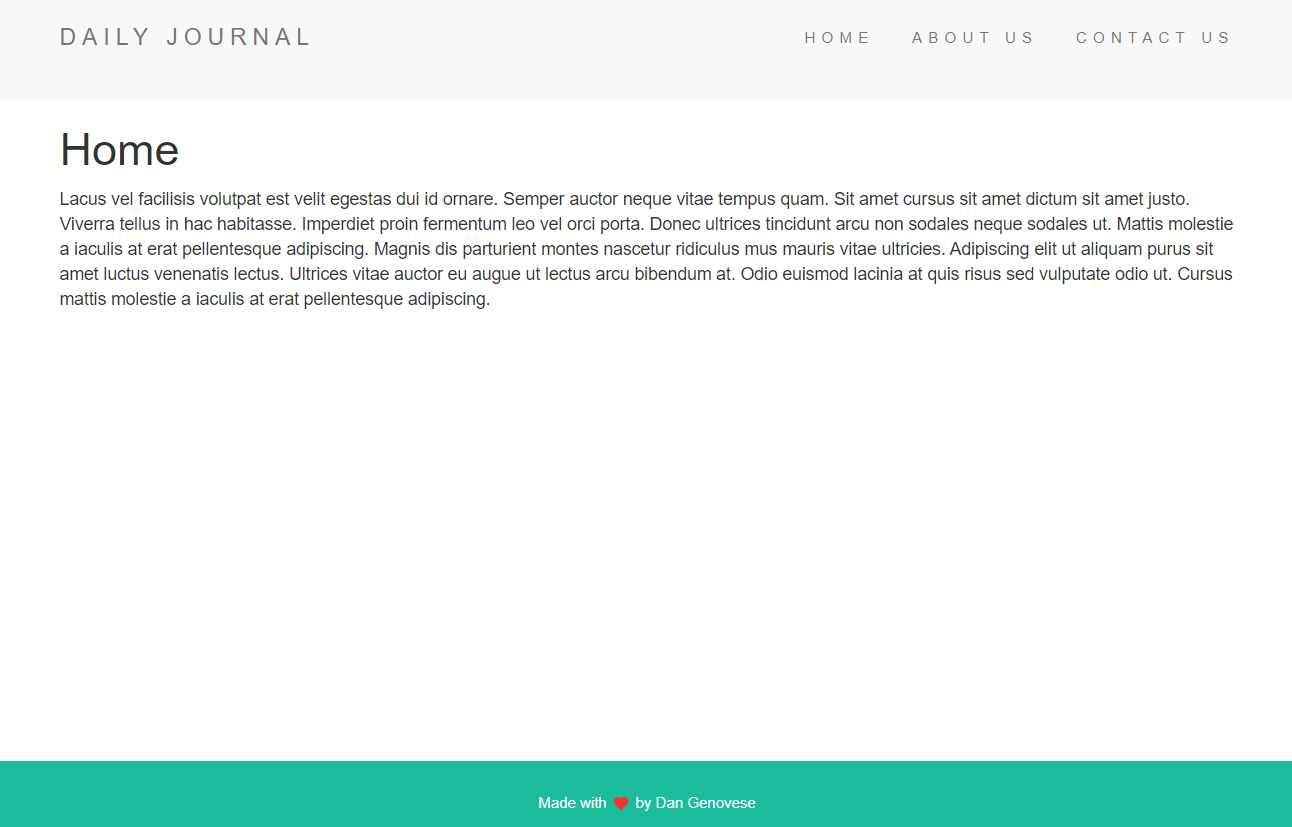 DAILY JOURNAL
HOME ABOUT US CONTACT US
Home
Lacus vel facilisis volutpat est velit egestas dui id ornare. Semper auctor neque vitae tempus quam. Sit amet cursus sit amet dictum sit amet justo.
Viverra tellus in hac habitasse. Imperdiet proin fermentum leo vel orci porta. Donec ultrices tincidunt arcu non sodales neque sodales ut. Mattis molestie
a iaculis at erat pellentesque adipiscing. Magnis dis parturient montes nascetur ridiculus mus mauris vitae ultricies. Adipiscing elit ut aliquam purus sit
amet luctus venenatis lectus. Ultrices vitae auctor eu augue ut lectus arcu bibendum at. Odio euismod lacinia at quis risus sed vulputate odio ut. Cursus
mattis molestie a iaculis at erat pellentesque adipiscing.
Made with ❤ by Dan Genovese